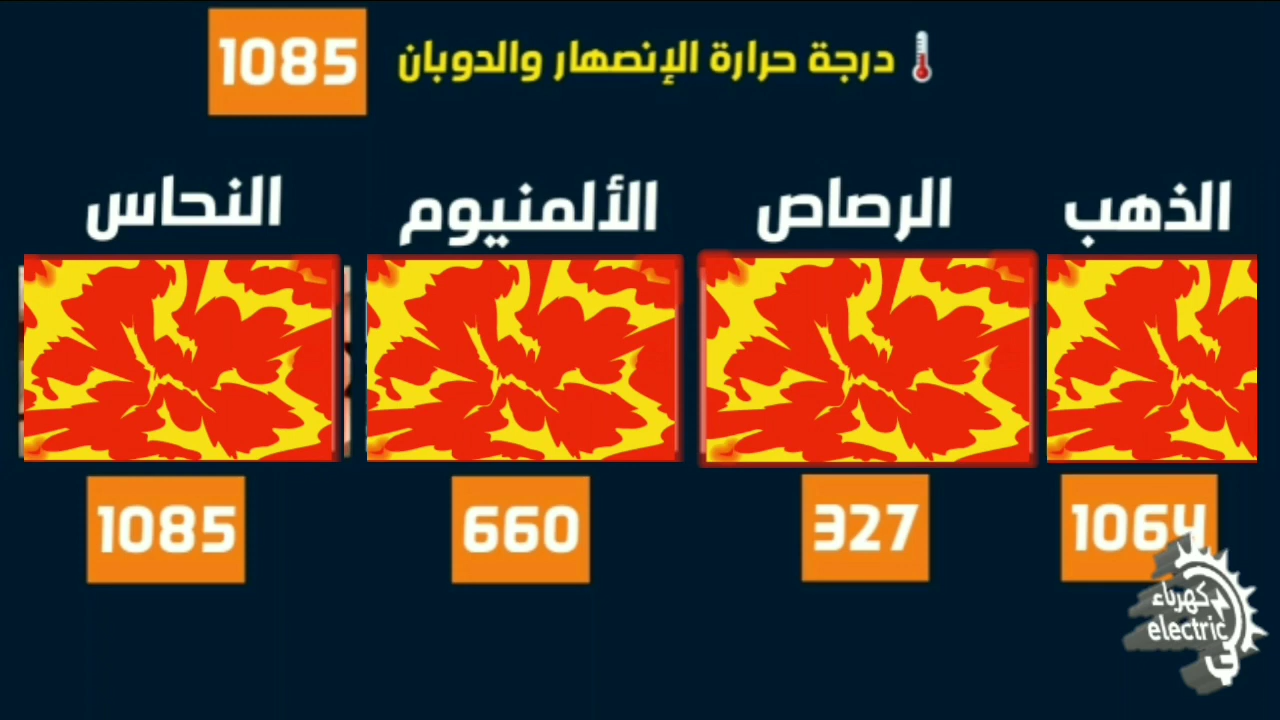 درجة حرارة الإنصهار والدوبان 1085
الذهب الرصاص الألمنيوم النحاس
1064 327 660 1085
كهرباء
electric